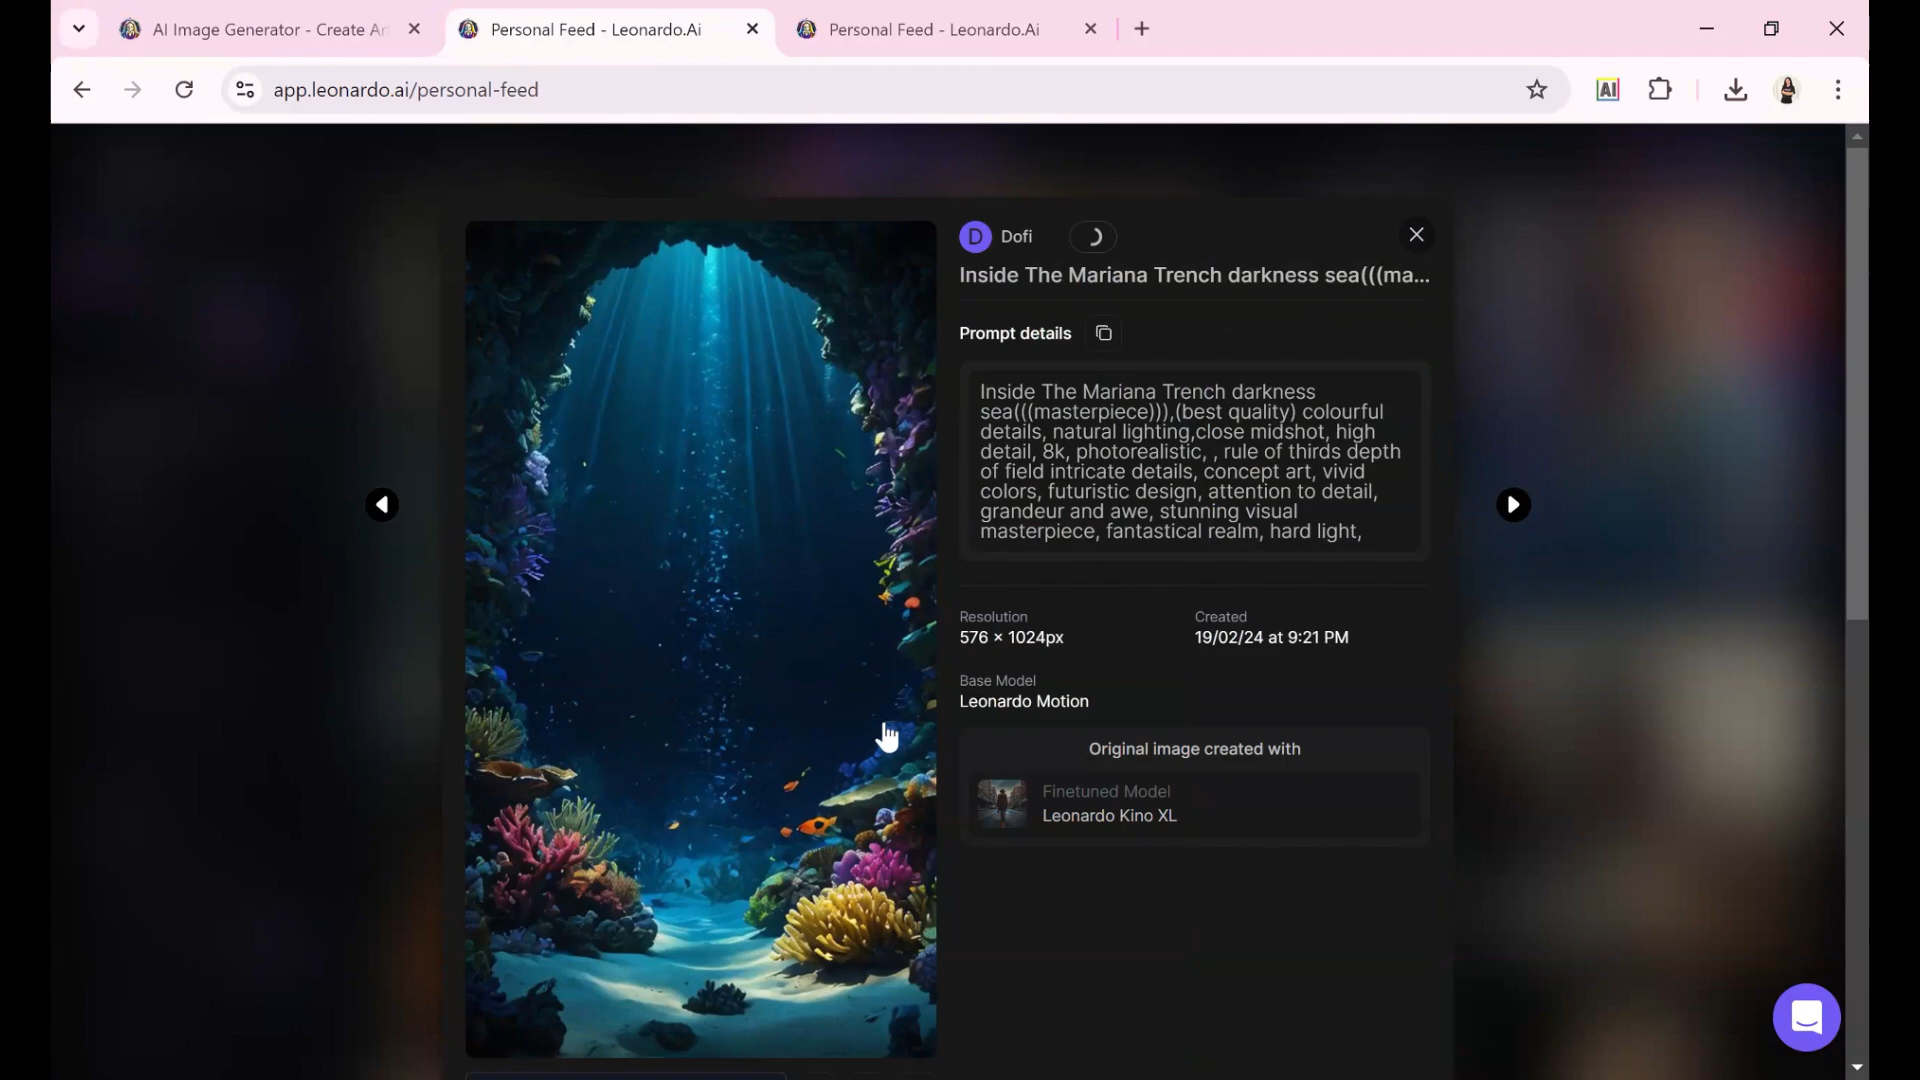 AI Image Generator - Create Ar
Personal Feed - Leonardo.Ai
Personal Feed - Leonardo.Ai
app.leonardo.ai/personal-feed
AI
D
Dofi
Inside The Mariana Trench darkness sea(((ma...
Prompt details
Inside The Mariana Trench darkness
sea(((masterpiece))),(best quality) colourful
details, natural lighting,close midshot, high
detail, 8k, photorealistic, , rule of thirds depth
of field intricate details, concept art, vivid
colors, futuristic design, attention to detail,
grandeur and awe, stunning visual
masterpiece, fantastical realm, hard light,
Resolution
576 × 1024px
Created
19/02/24 at 9:21 PM
Base Model
Leonardo Motion
Original image created with
Finetuned Model
Leonardo Kino XL